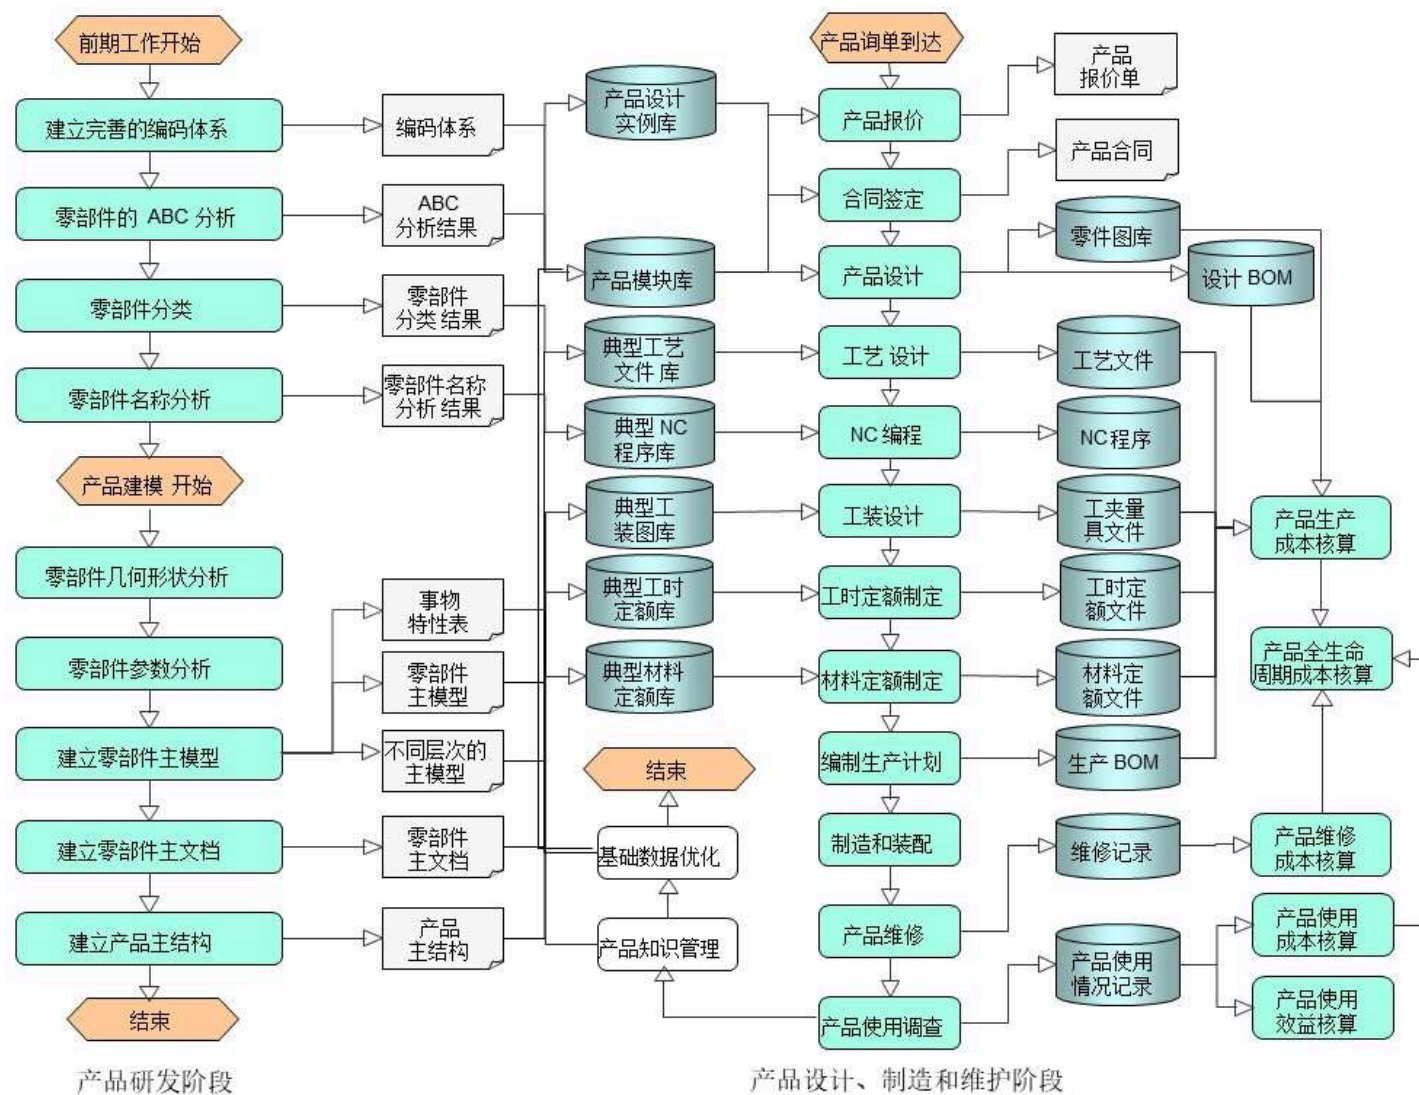 前期工作开始
建立完善的编码体系
零部件的 ABC 分析
零部件分类
零部件名称分析
产品建模 开始
零部件几何形状分析
零部件参数分析
建立零部件主模型
建立零部件主文档
建立产品主结构
结束
产品研发阶段
编码体系
ABC
分析结果
零部件
分类 结果
零部件名称
分析 结果
事物
特性表
零部件
主模型
不同层次的
主模型
零部件
主文档
产品
主结构
产品设计
实例库
产品模块库
典型工艺
文件 库
典型 NC
程序库
典型工
装图库
典型工时
定额库
典型材料
定额库
结束
基础数据优化
产品知识管理
产品询单到达
产品报价
合同签定
产品设计
工艺 设计
NC 编程
工装设计
工时定额制定
材料定额制定
编制生产计划
制造和装配
产品维修
产品使用调查
产品
报价单
产品合同
零件图库
设计 BOM
工艺文件
NC 程序
工夹量
具文件
工时定
额文件
材料定
额文件
生产 BOM
维修记录
产品使用
情况记录
产品生产
成本核算
产品全生命
周期成本核算
产品维修
成本核算
产品使用
成本核算
产品使用
效益核算
产品设计、制造和维护阶段